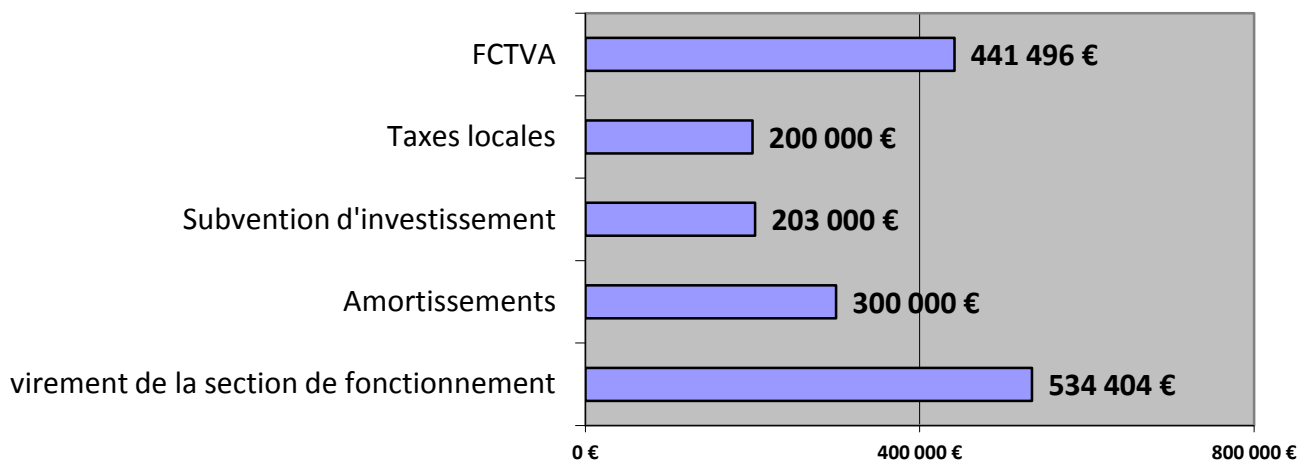 FCTVA
441 496 €
Taxes locales
200 000 €
Subvention d'investissement
203 000 €
Amortissements
300 000 €
virement de la section de fonctionnement
534 404 €
0 €
400 000 €
800 000 €